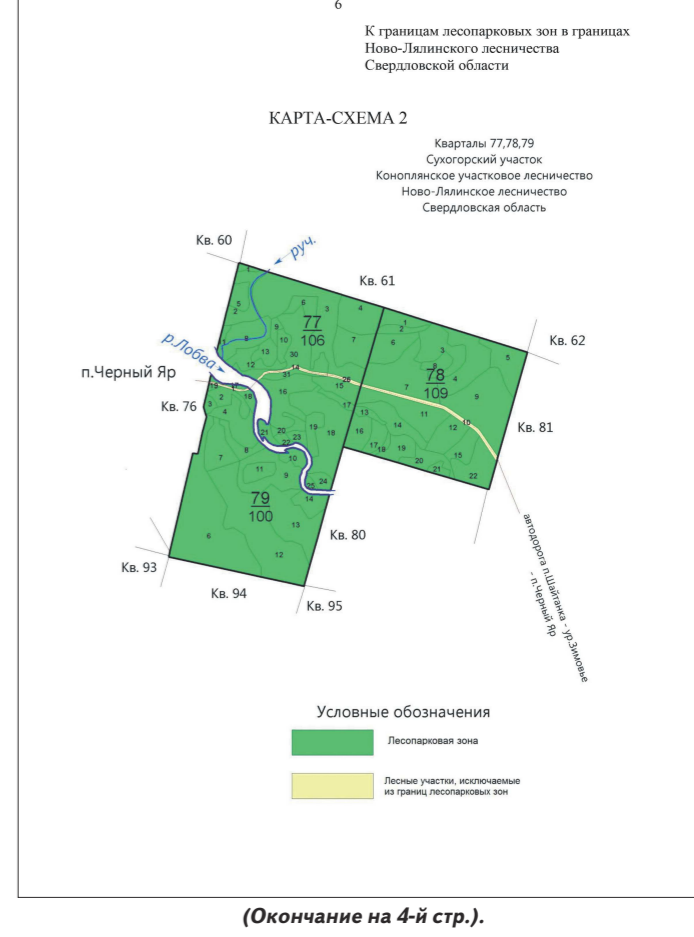 6
К границам лесопарковых зон в границах
Ново-Лялинского лесничества
Свердловской области
КАРТА-СХЕМА 2
Кварталы 77,78,79
Сухогорский участок
Коноплянское участковое лесничество
Ново-Лялинское лесничество
Свердловская область
Кв. 60
руч.
Кв. 61
Кв. 62
р.Лобва
п.Черный Яр
Кв. 76
Кв. 81
77
106
78
109
79
100
Кв. 80
Кв. 93
Кв. 94
Кв. 95
автодорога п.Шайтанка - ур.Зимовье
- п.Черный Яр
Условные обозначения
Лесопарковая зона
Лесные участки, исключаемые
из границ лесопарковых зон
(Окончание на 4-й стр.).